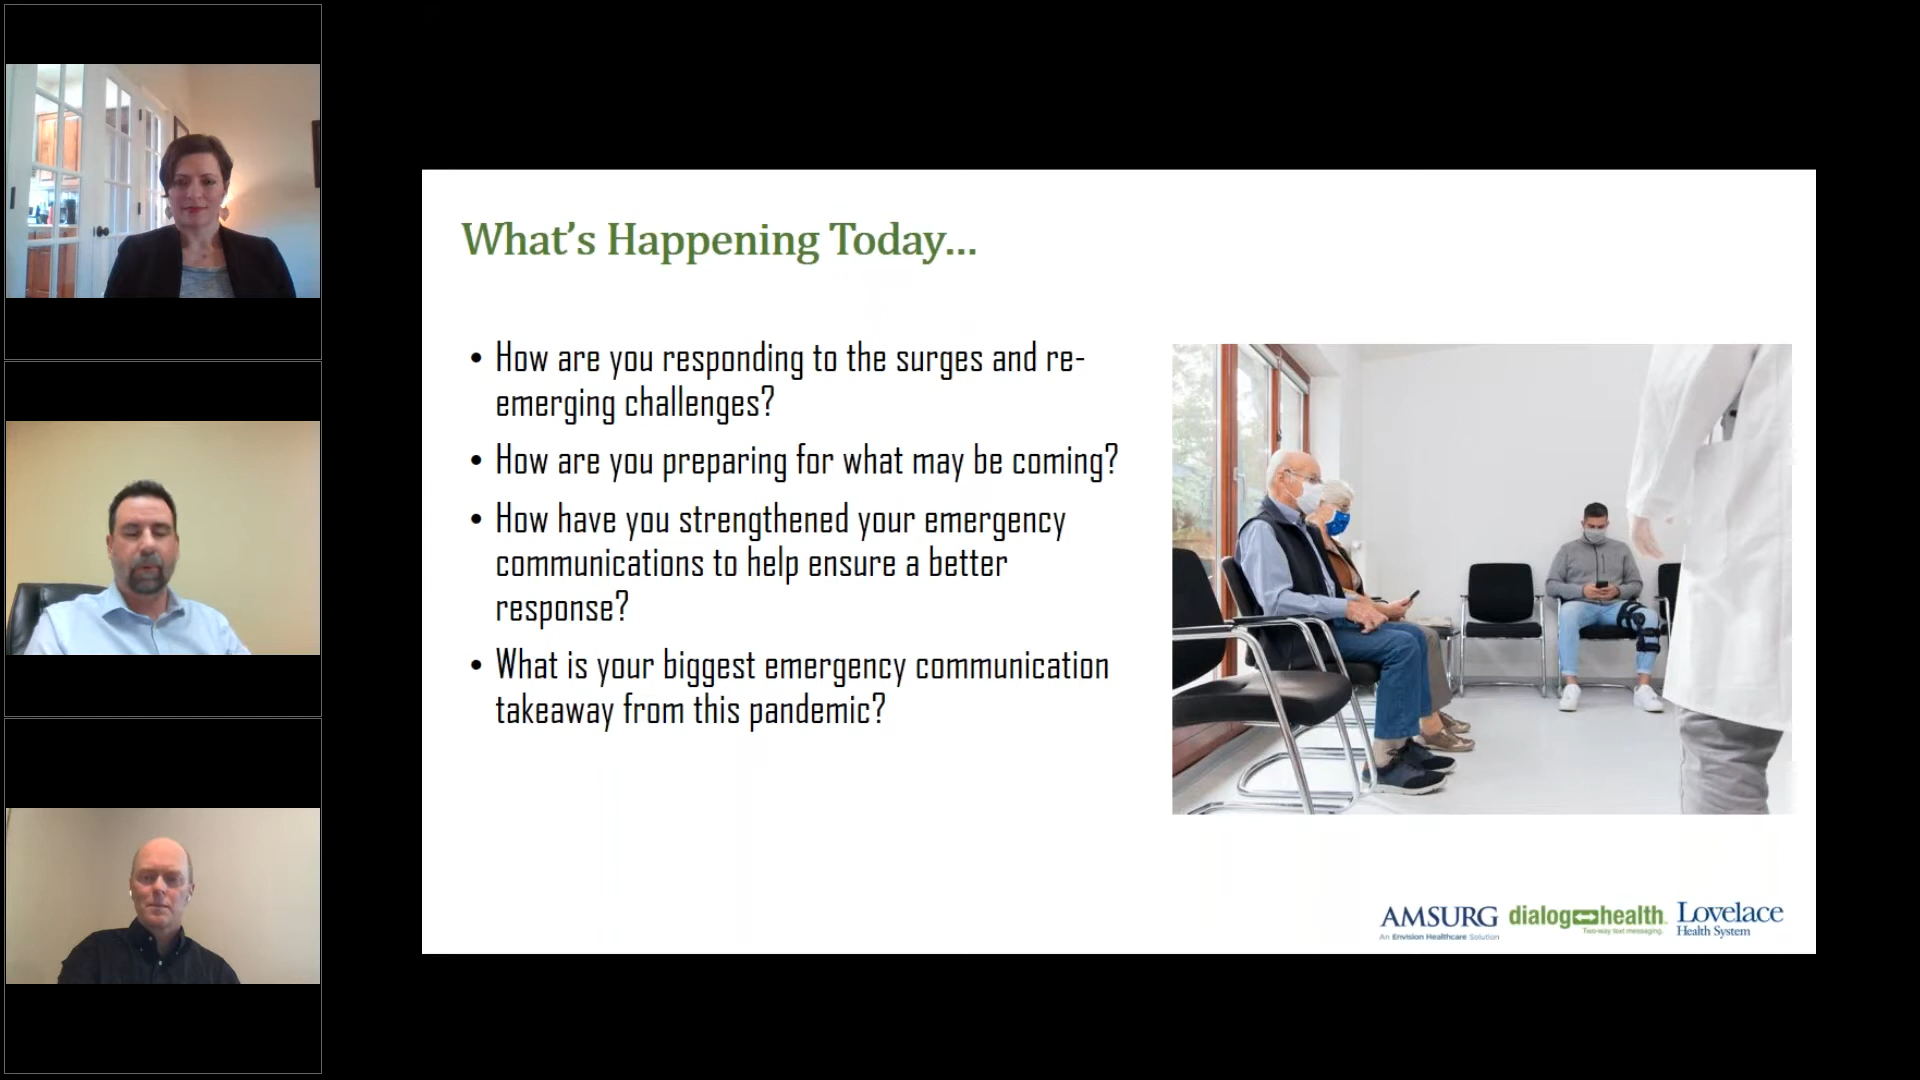 What's Happening Today...
• How are you responding to the surges and re-
emerging challenges?
• How are you preparing for what may be coming?
• How have you strengthened your emergency
communications to help ensure a better
response?
• What is your biggest emergency communication
takeaway from this pandemic?
AMSURG
An Envision Healthcare Solution
dialog health
Two-way text messaging.
Lovelace
Health System